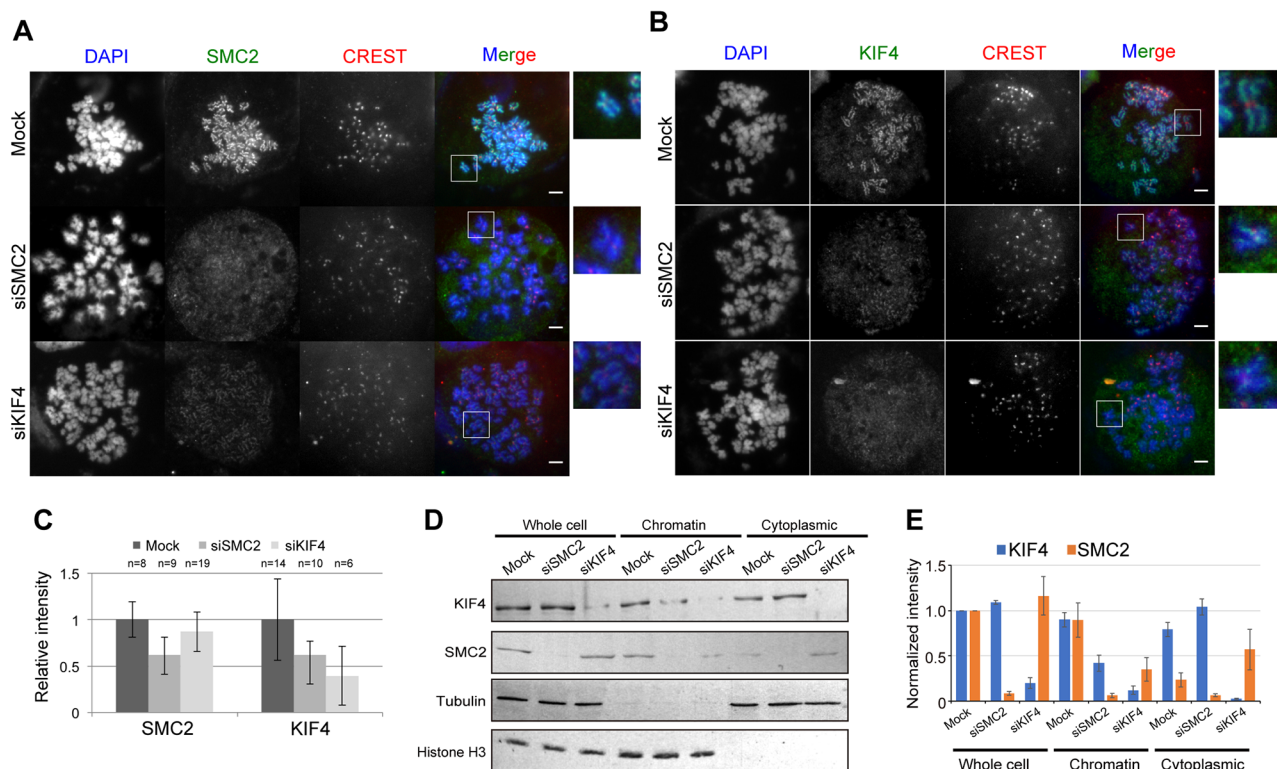 A
DAPI SMC2 CREST Merge
Mock
siSMC2
siKIF4
B
DAPI KIF4 CREST Merge
Mock
siSMC2
siKIF4
C
Mock siSMC2 siKIF4
n=8 n=9 n=19 n=14 n=10 n=6
Relative intensity
1.5
1
0.5
0
SMC2 KIF4
D
Whole cell Chromatin Cytoplasmic
Mock siSMC2 siKIF4 Mock siSMC2 siKIF4 Mock siSMC2 siKIF4
KIF4
SMC2
Tubulin
Histone H3
E
KIF4 SMC2
Normalized intensity
1.5
1.0
0.5
0
Mock siSMC2 siKIF4 Mock siSMC2 siKIF4 Mock siSMC2 siKIF4
Whole cell Chromatin Cytoplasmic